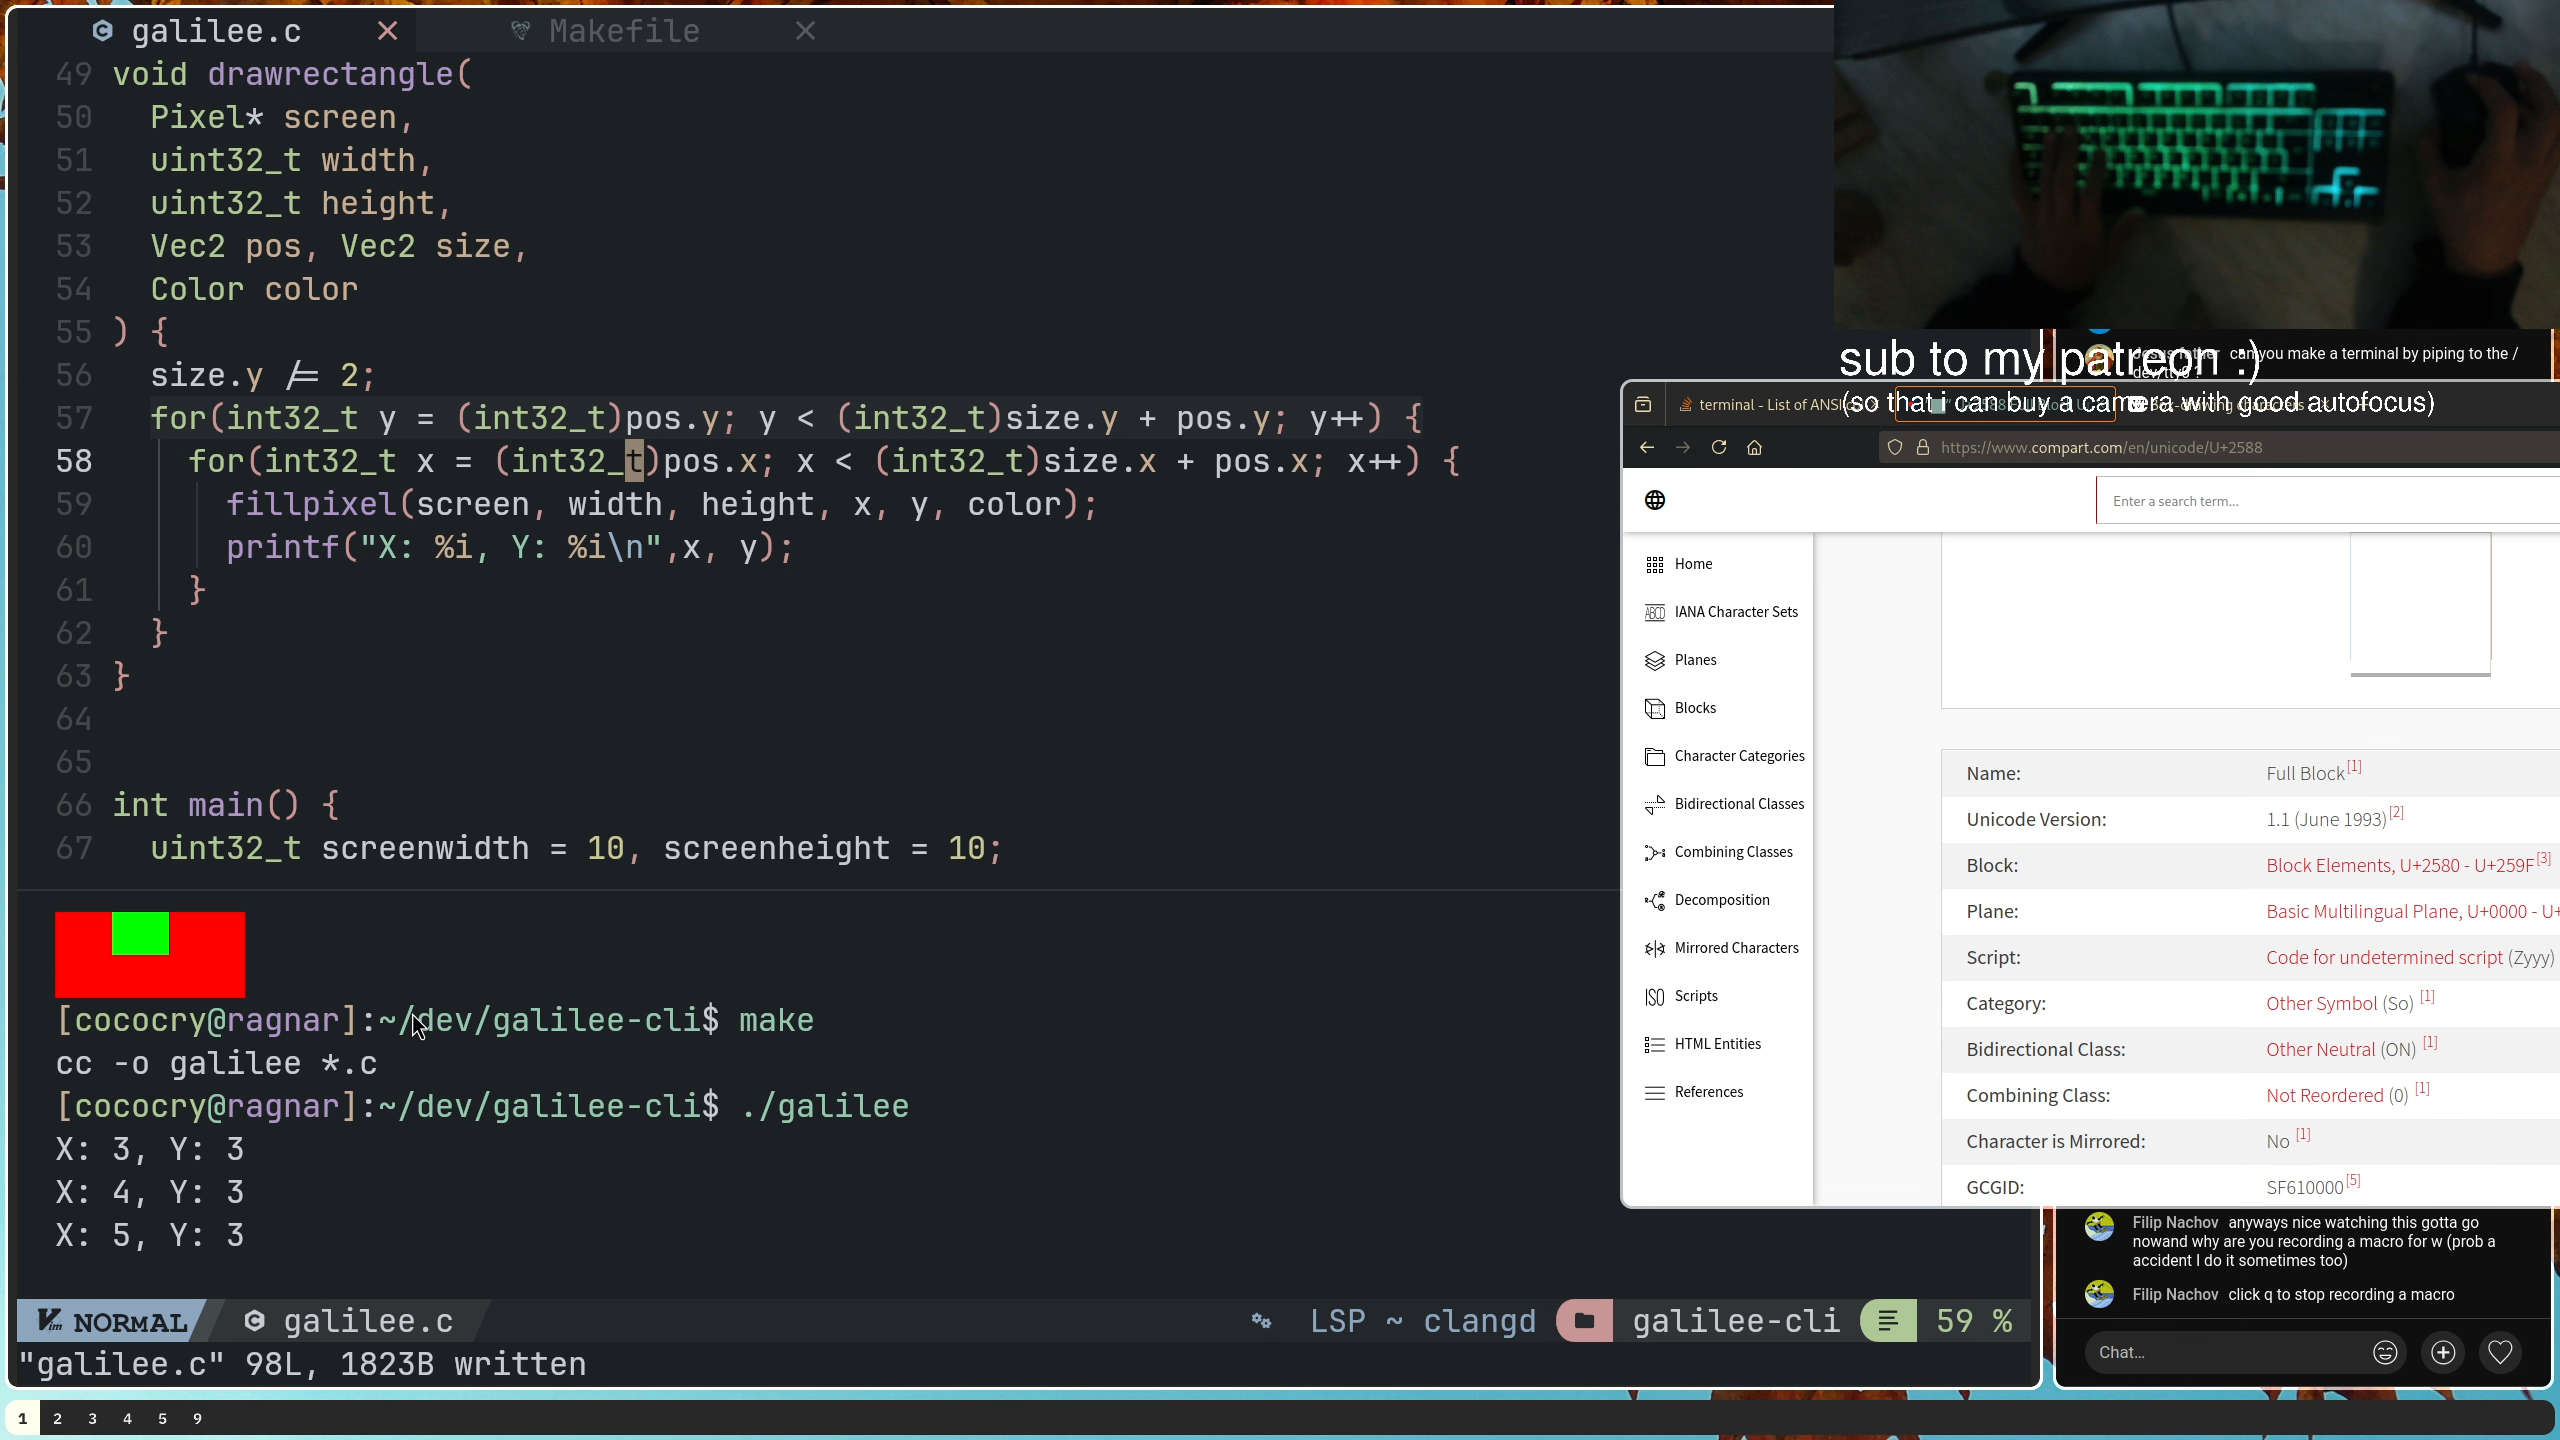 galilee.c
Makefile
49 void drawrectangle(
50 Pixel* screen,
51 uint32_t width,
52 uint32_t height,
53 Vec2 pos, Vec2 size,
54 Color color
55 ) {
56 size.y /= 2;
57 for(int32_t y = (int32_t)pos.y; y < (int32_t)size.y + pos.y; y++) {
58 for(int32_t x = (int32_t)pos.x; x < (int32_t)size.x + pos.x; x++) {
59 fillpixel(screen, width, height, x, y, color);
60 printf("X: %i, Y: %i\n",x, y);
61 }
62 }
63 }
64
65
66 int main() {
67 uint32_t screenwidth = 10, screenheight = 10;
[cococry@ragnar]:~/dev/galilee-cli$ make
cc -o galilee *.c
[cococry@ragnar]:~/dev/galilee-cli$ ./galilee
X: 3, Y: 3
X: 4, Y: 3
X: 5, Y: 3
NORMAL galilee.c LSP ~ clangd galilee-cli 59 %
"galilee.c" 98L, 1823B written
1 2 3 4 5 9
sub to my patreon :)
(so that i can buy a camera with good autofocus)
can you make a terminal by piping to the /
terminal - List of ANSI
https://www.compart.com/en/unicode/U+2588
Enter a search term...
Home
IANA Character Sets
Planes
Blocks
Character Categories
Bidirectional Classes
Combining Classes
Decomposition
Mirrored Characters
Scripts
HTML Entities
References
Name: Full Block [1]
Unicode Version: 1.1 (June 1993) [2]
Block: Block Elements, U+2580 - U+259F [3]
Plane: Basic Multilingual Plane, U+0000 - U+
Script: Code for undetermined script (Zyyy)
Category: Other Symbol (So) [1]
Bidirectional Class: Other Neutral (ON) [1]
Combining Class: Not Reordered (0) [1]
Character is Mirrored: No [1]
GCGID: SF610000 [5]
Filip Nachov anyways nice watching this gotta go
nowand why are you recording a macro for w (prob a
accident I do it sometimes too)
Filip Nachov click q to stop recording a macro
Chat...